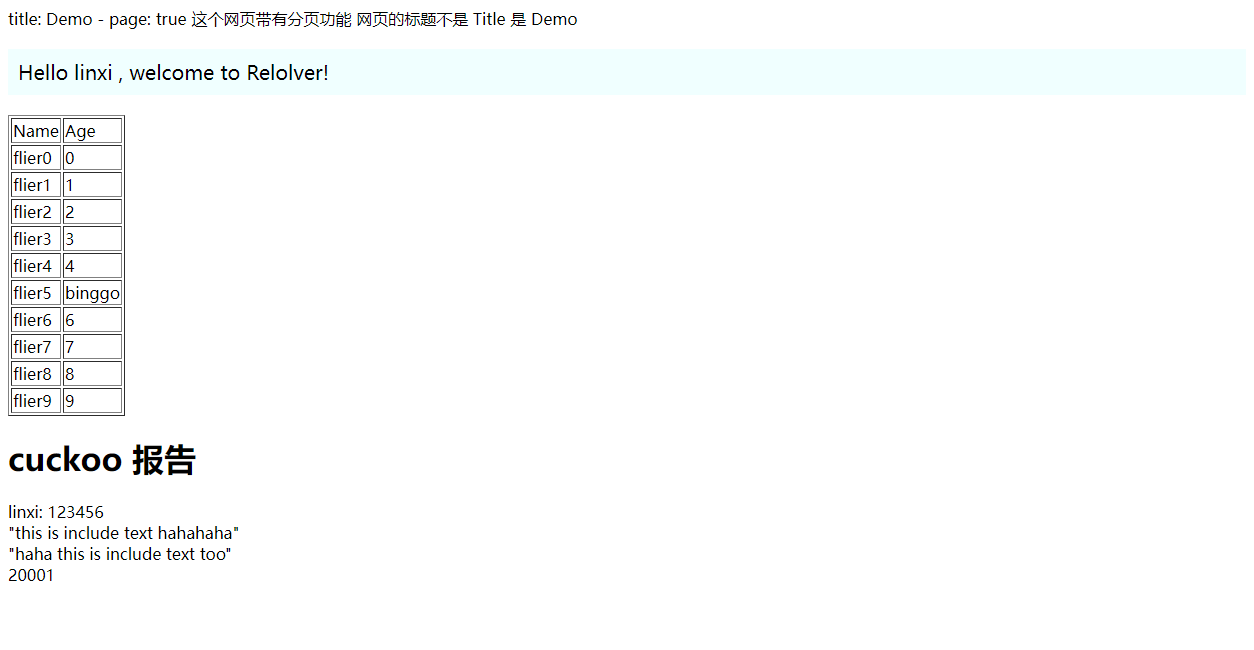 title: Demo - page: true 这个网页带有分页功能 网页的标题不是 Title 是 Demo
Hello linxi , welcome to Relolver!
Name Age
flier0 0
flier1 1
flier2 2
flier3 3
flier4 4
flier5 binggo
flier6 6
flier7 7
flier8 8
flier9 9
cuckoo 报告
linxi: 123456
"this is include text hahahaha"
"haha this is include text too"
20001